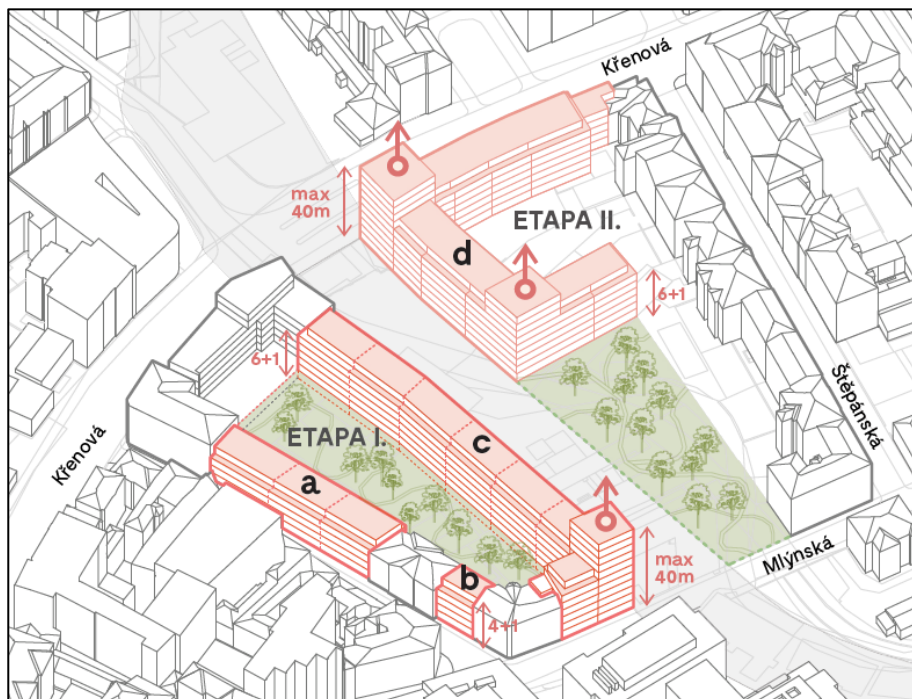 Křenová
max
40m
ETAPA II.
d
6+1
6+1
Štěpánská
ETAPA I.
c
Křenová
a
b
max
40m
Mlýnská
4+1